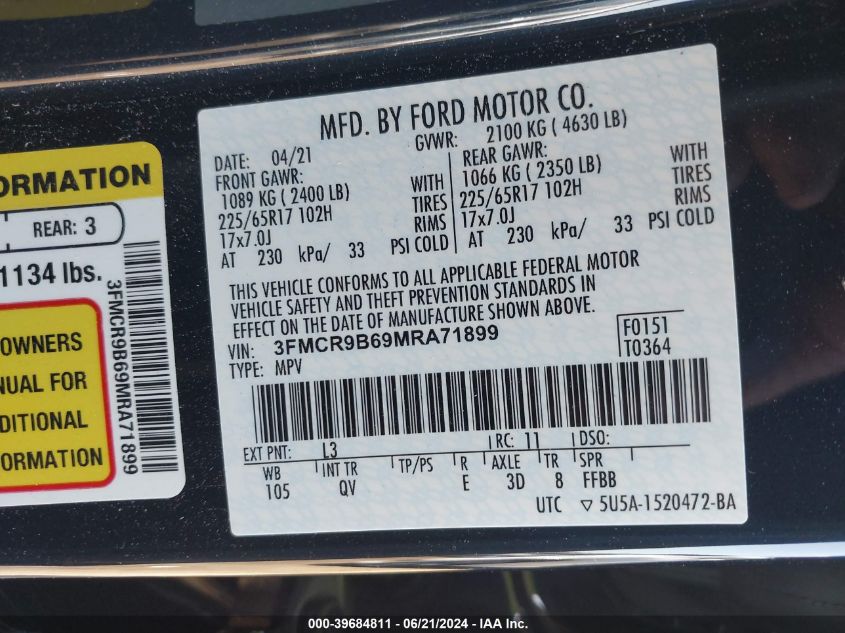 ORMATION
REAR: 3
1134 lbs.
OWNERS
NUAL FOR
DITIONAL
FORMATION
3FMCR9B69MRA71899
MFD. BY FORD MOTOR CO.
DATE: 04/21 GVWR: 2100 KG ( 4630 LB)
FRONT GAWR: REAR GAWR:
1089 KG ( 2400 LB) WITH 1066 KG ( 2350 LB) WITH
225/65R17 102H TIRES 225/65R17 102H TIRES
17x7.0J RIMS 17x7.0J RIMS
AT 230 kPa/ 33 PSI COLD AT 230 kPa/ 33 PSI COLD
THIS VEHICLE CONFORMS TO ALL APPLICABLE FEDERAL MOTOR
VEHICLE SAFETY AND THEFT PREVENTION STANDARDS IN
EFFECT ON THE DATE OF MANUFACTURE SHOWN ABOVE.
VIN: 3FMCR9B69MRA71899 F0151
TYPE: MPV T0364
EXT PNT: L3 RC: 11 DSO:
WB INT TR TP/PS R AXLE TR SPR
105 QV E 3D 8 FFBB
UTC ▽ 5U5A-1520472-BA
000-39684811 - 06/21/2024 - IAA Inc.